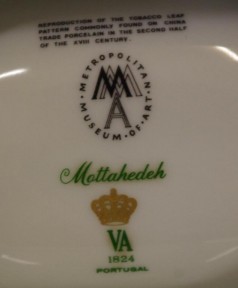 REPRODUCTION OF THE TOBACCO LEAF
PATTERN COMMONLY FOUND ON CHINA
TRADE PORCELAIN IN THE SECOND HALF
OF THE XVIII CENTURY.
METROPOLITAN
MMA
MUSEUM·OF·ART
Mottahedeh
VA
1824
PORTUGAL